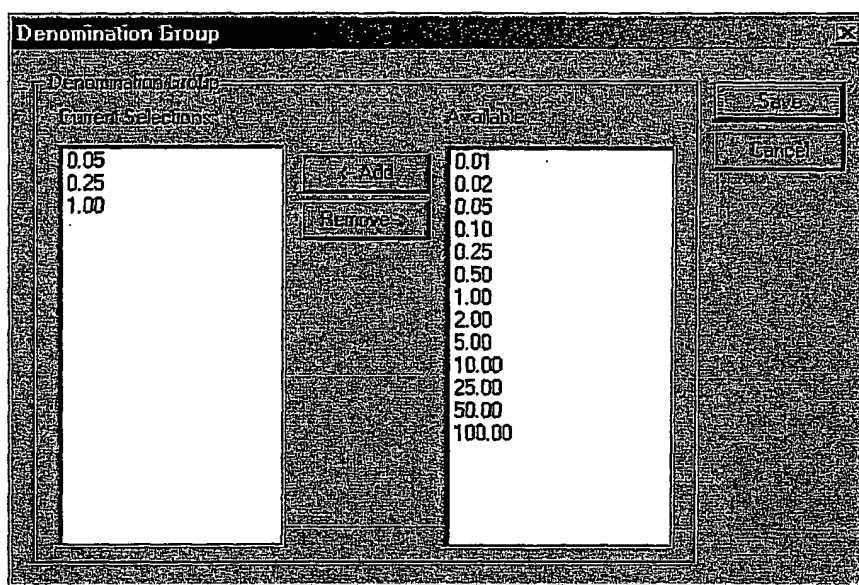 Denomination Group
Denomination Group
Current Selections
0.05
0.25
1.00
< Add
Remove >
Available
0.01
0.02
0.05
0.10
0.25
0.50
1.00
2.00
5.00
10.00
25.00
50.00
100.00
Save
Cancel